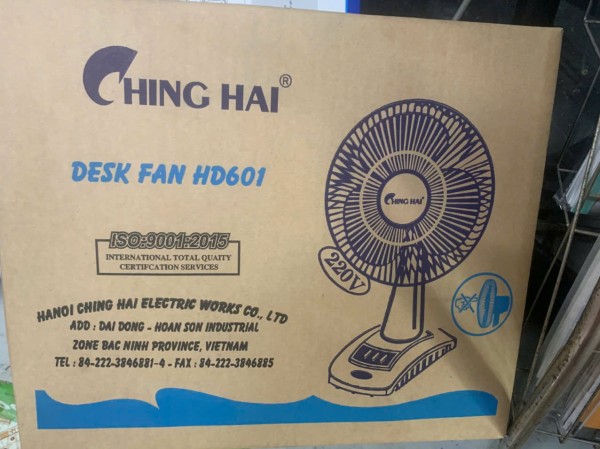 CHING HAI®
DESK FAN HD601
CHING HAI
ISO:9001:2015
INTERNATIONAL TOTAL QUAITY
CERTIFCATION SERVICES
220V
HANOI CHING HAI ELECTRIC WORKS CO., LTD
ADD : DAI DONG - HOAN SON INDUSTRIAL
ZONE BAC NINH PROVINCE, VIETNAM
TEL : 84-222-3846881-4 - FAX : 84-222-3846885